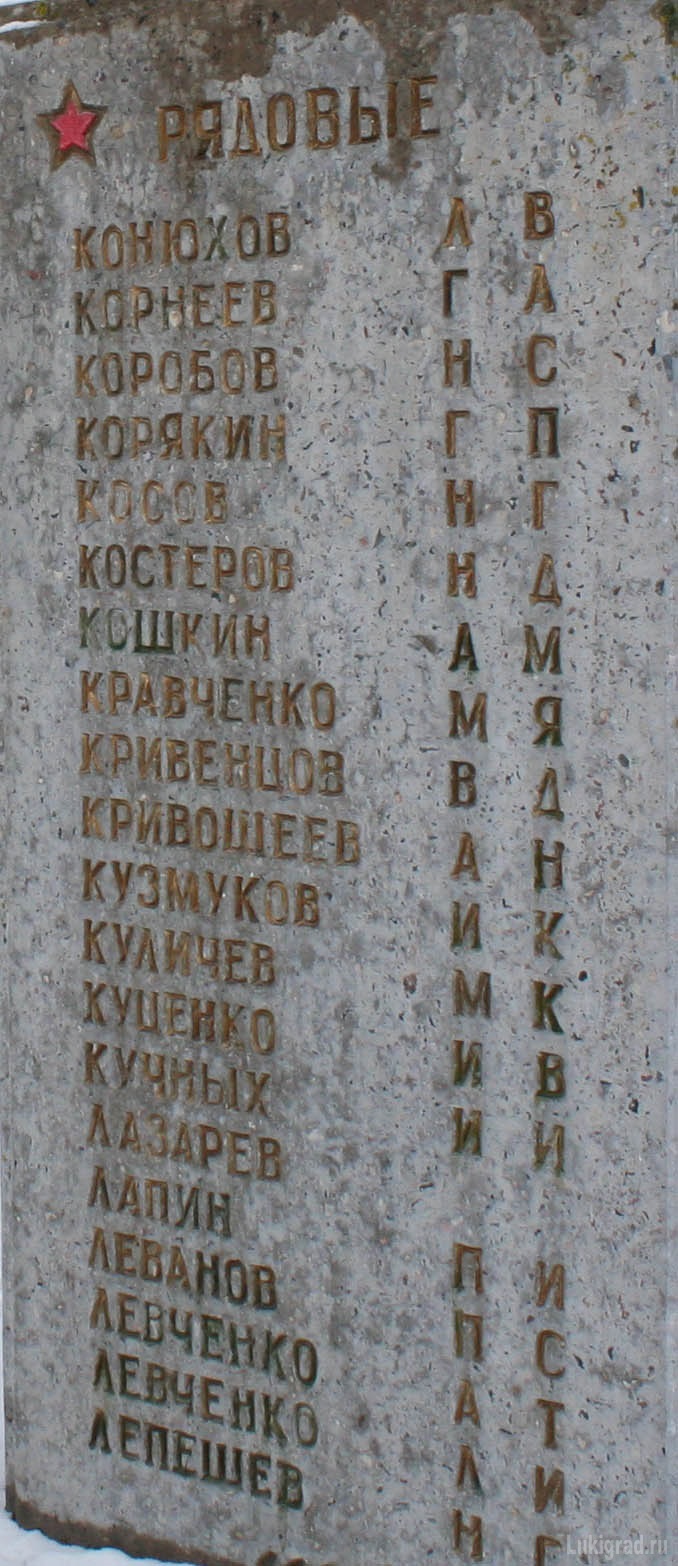 РЯДОВЫЕ
КОНЮХОВ Л В
КОРНЕЕВ Г А
КОРОБОВ Н С
КОРЯКИН Г П
КОСОВ Н Г
КОСТЕРОВ Н Д
КОШКИН А М
КРАВЧЕНКО М Я
КРИВЕНЦОВ В Д
КРИВОШЕЕВ А Н
КУЗМУКОВ И К
КУЛИЧЕВ М К
КУЦЕНКО И В
КУЧНЫХ И И
ЛАЗАРЕВ
ЛАПИН П И
ЛЕВАНОВ П С
ЛЕВЧЕНКО А Т
ЛЕВЧЕНКО Л И
ЛЕПЕШЕВ Н Г
Lukigrad.ru